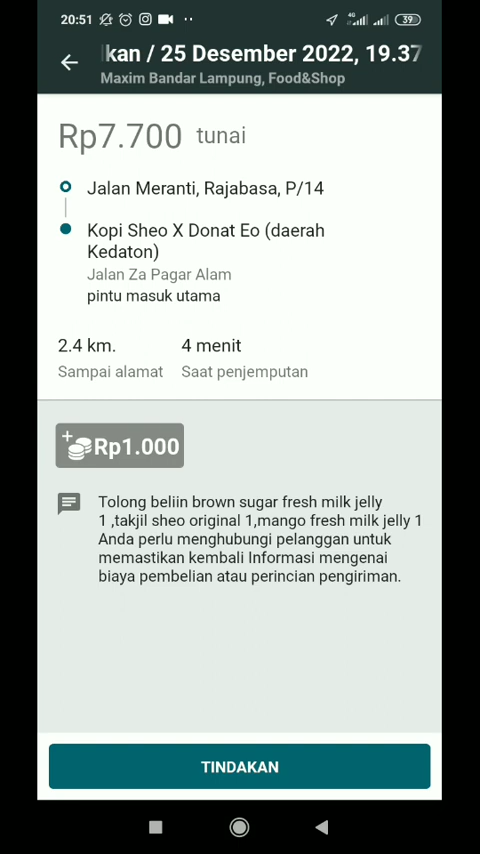 20:51
4G
39
kan / 25 Desember 2022, 19.37
Maxim Bandar Lampung, Food&Shop
Rp7.700 tunai
Jalan Meranti, Rajabasa, P/14
Kopi Sheo X Donat Eo (daerah
Kedaton)
Jalan Za Pagar Alam
pintu masuk utama
2.4 km. 4 menit
Sampai alamat Saat penjemputan
+ Rp1.000
Tolong beliin brown sugar fresh milk jelly
1 ,takjil sheo original 1,mango fresh milk jelly 1
Anda perlu menghubungi pelanggan untuk
memastikan kembali Informasi mengenai
biaya pembelian atau perincian pengiriman.
TINDAKAN